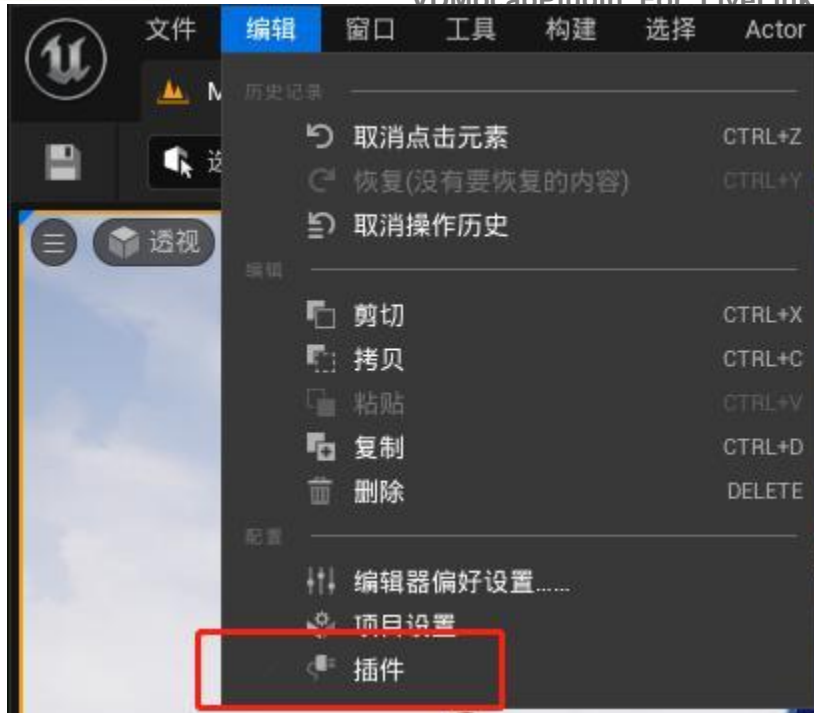 文件 编辑 窗口 工具 构建 选择 Actor
M
历史记录
选
取消点击元素 CTRL+Z
恢复(没有要恢复的内容) CTRL+Y
透视
取消操作历史
编辑
剪切 CTRL+X
拷贝 CTRL+C
粘贴 CTRL+V
复制 CTRL+D
删除 DELETE
配置
编辑器偏好设置……
项目设置
插件